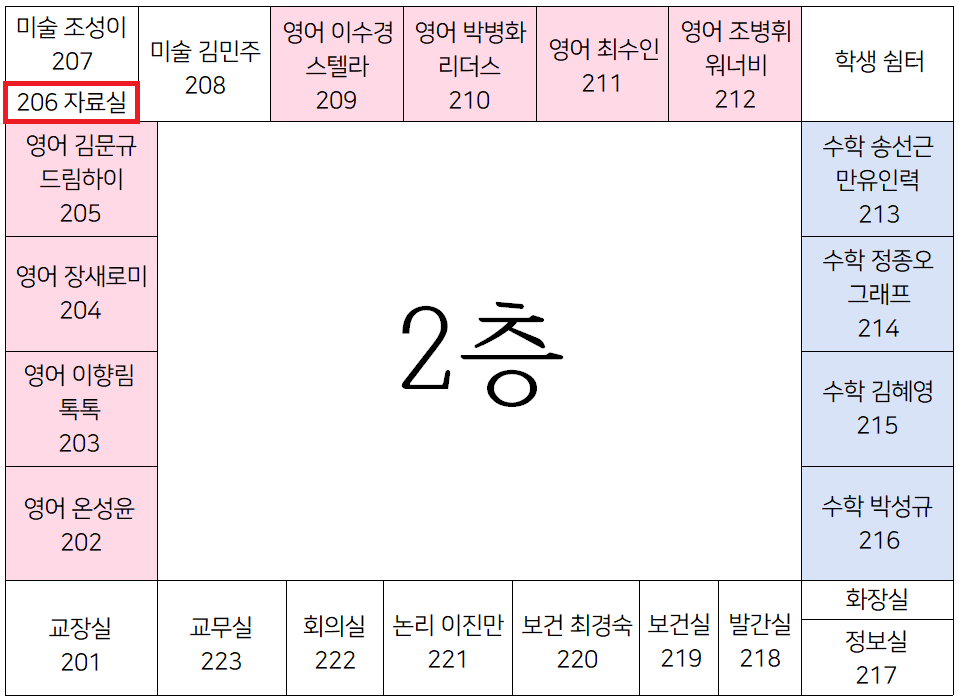 미술 조성이
207
206 자료실
미술 김민주
208
영어 이수경
스텔라
209
영어 박병화
리더스
210
영어 최수인
211
영어 조병휘
워너비
212
학생 쉼터
영어 김문규
드림하이
205
영어 장새로미
204
영어 이향림
톡톡
203
영어 온성윤
202
2층
수학 송선근
만유인력
213
수학 정종오
그래프
214
수학 김혜영
215
수학 박성규
216
교장실
201
교무실
223
회의실
222
논리 이진만
221
보건 최경숙
220
보건실
219
발간실
218
화장실
정보실
217